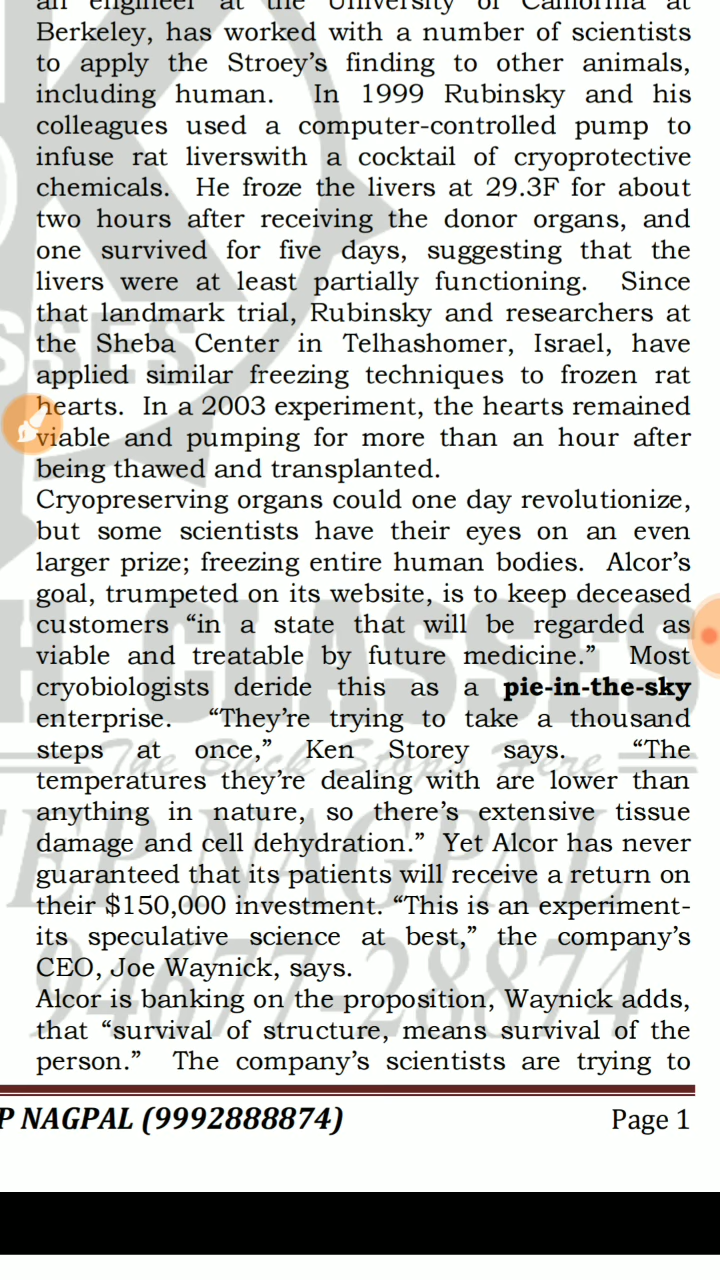 an engineer at the University of California at
Berkeley, has worked with a number of scientists
to apply the Stroey’s finding to other animals,
including human. In 1999 Rubinsky and his
colleagues used a computer-controlled pump to
infuse rat liverswith a cocktail of cryoprotective
chemicals. He froze the livers at 29.3F for about
two hours after receiving the donor organs, and
one survived for five days, suggesting that the
livers were at least partially functioning. Since
that landmark trial, Rubinsky and researchers at
the Sheba Center in Telhashomer, Israel, have
applied similar freezing techniques to frozen rat
hearts. In a 2003 experiment, the hearts remained
viable and pumping for more than an hour after
being thawed and transplanted.
Cryopreserving organs could one day revolutionize,
but some scientists have their eyes on an even
larger prize; freezing entire human bodies. Alcor’s
goal, trumpeted on its website, is to keep deceased
customers “in a state that will be regarded as
viable and treatable by future medicine.” Most
cryobiologists deride this as a pie-in-the-sky
enterprise. “They’re trying to take a thousand
steps at once,” Ken Storey says. “The
temperatures they’re dealing with are lower than
anything in nature, so there’s extensive tissue
damage and cell dehydration.” Yet Alcor has never
guaranteed that its patients will receive a return on
their $150,000 investment. “This is an experiment-
its speculative science at best,” the company’s
CEO, Joe Waynick, says.
Alcor is banking on the proposition, Waynick adds,
that “survival of structure, means survival of the
person.” The company’s scientists are trying to
P NAGPAL (9992888874) Page 1
SSES
H CLASSES
The Buck Stops Here
EEP NAGPAL
94677-28874